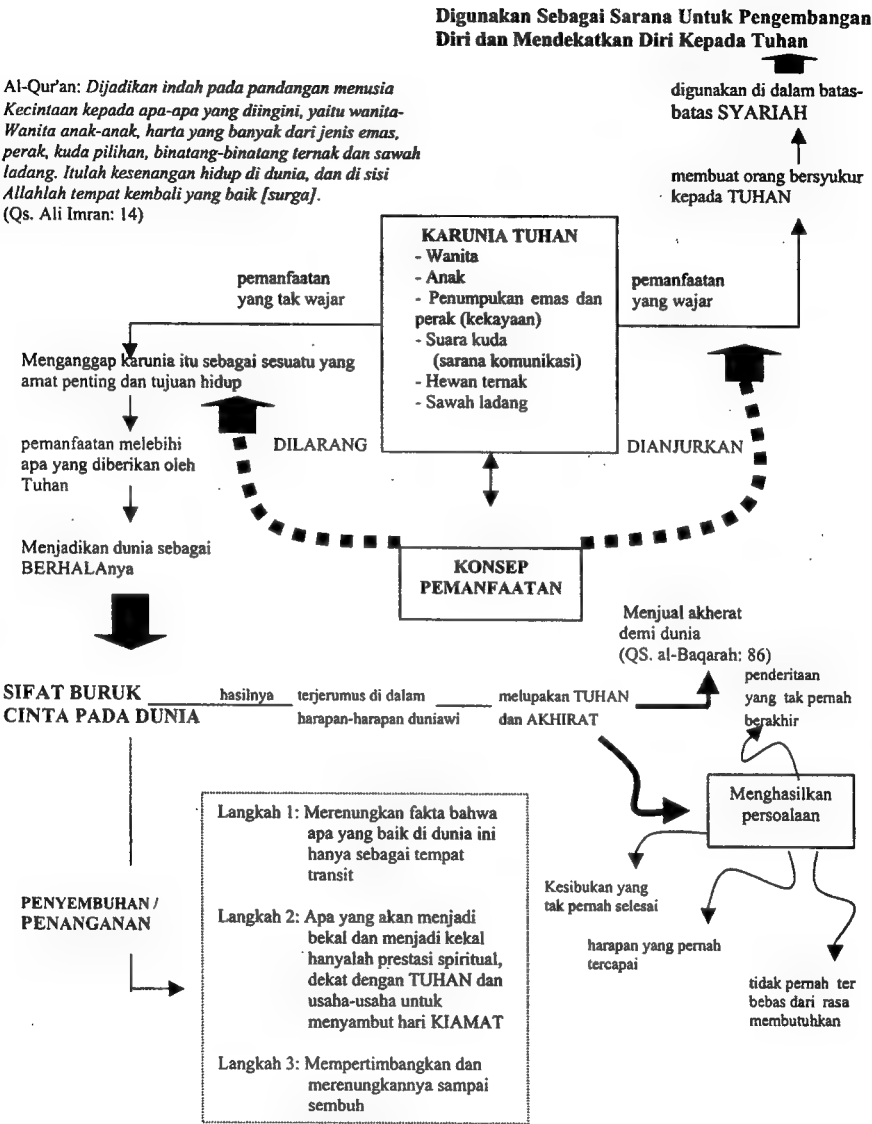 Digunakan Sebagai Sarana Untuk Pengembangan
Diri dan Mendekatkan Diri Kepada Tuhan
Al-Qur'an: Dijadikan indah pada pandangan menusia
Kecintaan kepada apa-apa yang diingini, yaitu wanita-
Wanita anak-anak, harta yang banyak dari jenis emas,
perak, kuda pilihan, binatang-binatang ternak dan sawah
ladang. Itulah kesenangan hidup di dunia, dan di sisi
Allahlah tempat kembali yang baik [surga].
(Qs. Ali Imran: 14)
digunakan di dalam batas-
batas SYARIAH
membuat orang bersyukur
kepada TUHAN
KARUNIA TUHAN
- Wanita
- Anak
- Penumpukan emas dan
perak (kekayaan)
- Suara kuda
(sarana komunikasi)
- Hewan ternak
- Sawah ladang
pemanfaatan
yang tak wajar
pemanfaatan
yang wajar
Menganggap karunia itu sebagai sesuatu yang
amat penting dan tujuan hidup
DILARANG
DIANJURKAN
pemanfaatan melebihi
apa yang diberikan oleh
Tuhan
Menjadikan dunia sebagai
BERHALAnya
KONSEP
PEMANFAATAN
Menjual akherat
demi dunia
(QS. al-Baqarah: 86)
SIFAT BURUK
CINTA PADA DUNIA
hasilnya
terjerumus di dalam
harapan-harapan duniawi
melupakan TUHAN
dan AKHIRAT
penderitaan
yang tak pernah
berakhir
Menghasilkan
persoalaan
Kesibukan yang
tak pernah selesai
harapan yang pernah
tercapai
tidak pernah ter
bebas dari rasa
membutuhkan
PENYEMBUHAN /
PENANGANAN
Langkah 1: Merenungkan fakta bahwa
apa yang baik di dunia ini
hanya sebagai tempat
transit
Langkah 2: Apa yang akan menjadi
bekal dan menjadi kekal
hanyalah prestasi spiritual,
dekat dengan TUHAN dan
usaha-usaha untuk
menyambut hari KIAMAT
Langkah 3: Mempertimbangkan dan
merenungkannya sampai
sembuh